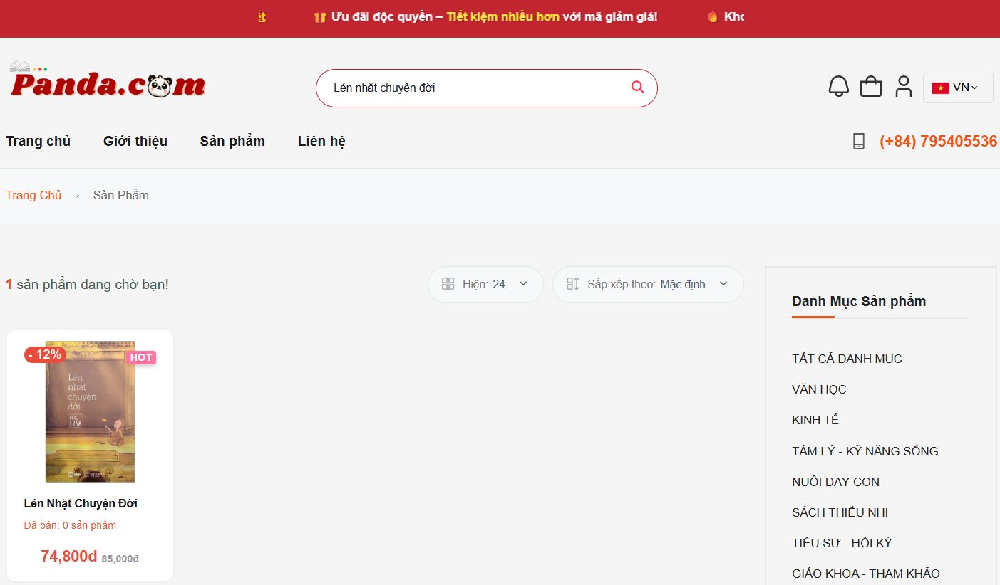 ết
Ưu đãi độc quyền – Tiết kiệm nhiều hơn với mã giảm giá!
Kho
Panda.com
Lén nhặt chuyện đời
VN
Trang chủ
Giới thiệu
Sản phẩm
Liên hệ
(+84) 795405536
Trang Chủ › Sản Phẩm
1 sản phẩm đang chờ bạn!
Hiện: 24
Sắp xếp theo: Mặc định
- 12%
HOT
Lén
nhặt
chuyện
đời
MỘC
TRẦM
Lén Nhặt Chuyện Đời
Đã bán: 0 sản phẩm
74,800đ 85,000đ
Danh Mục Sản phẩm
TẤT CẢ DANH MỤC
VĂN HỌC
KINH TẾ
TÂM LÝ - KỸ NĂNG SỐNG
NUÔI DẠY CON
SÁCH THIẾU NHI
TIỂU SỬ - HỒI KÝ
GIÁO KHOA - THAM KHẢO